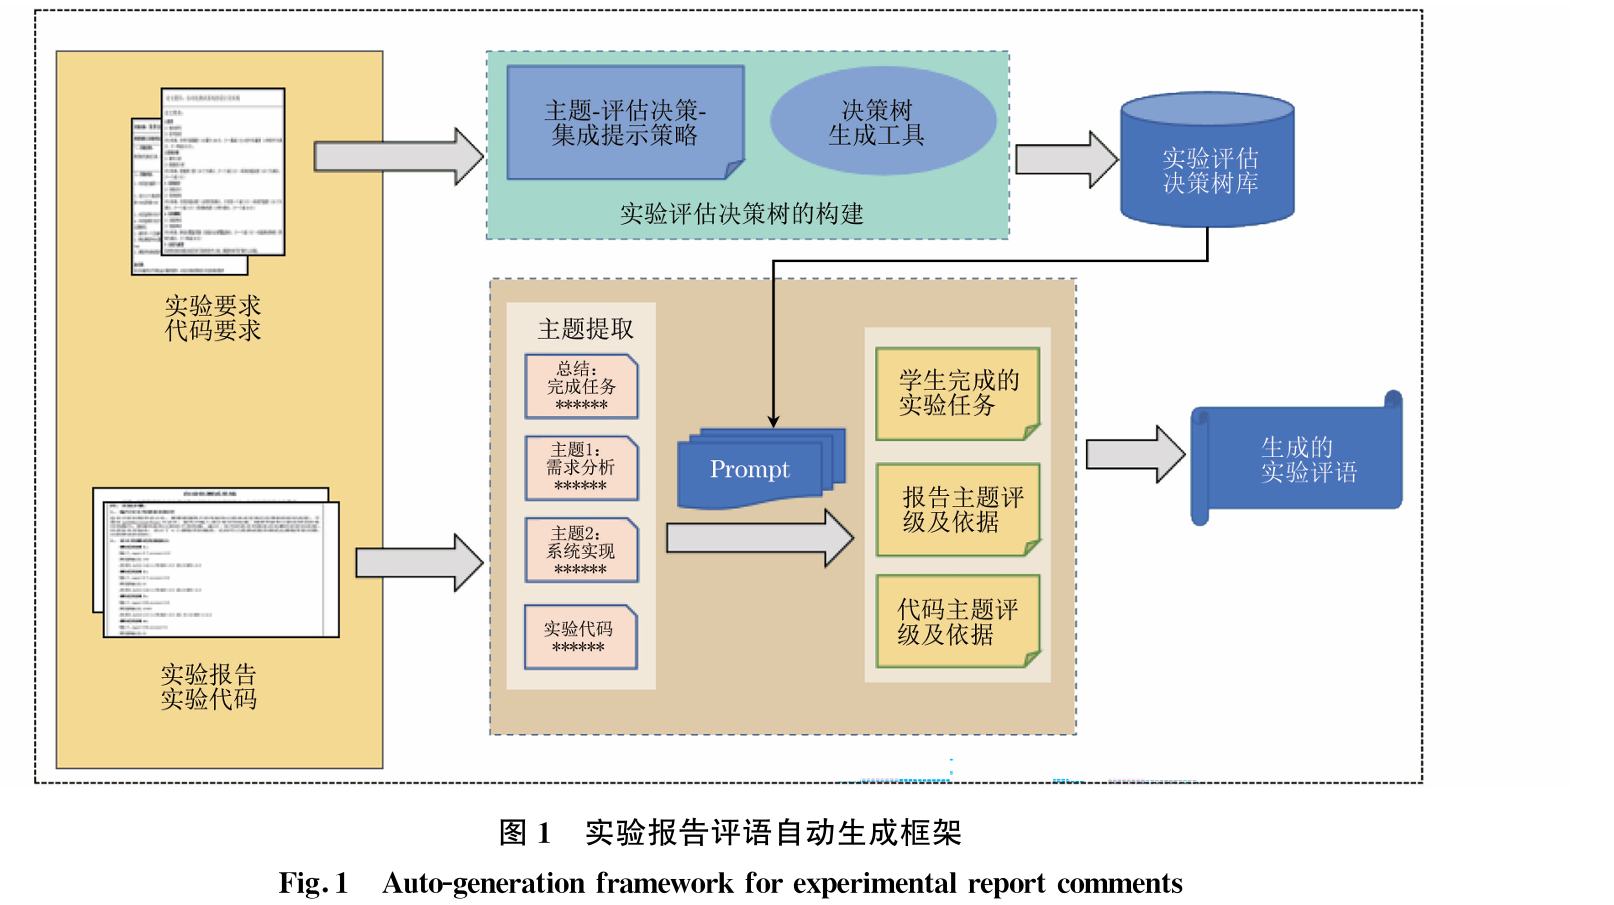 实验要求
代码要求
实验报告
实验代码
主题-评估决策-
集成提示策略
决策树
生成工具
实验评估决策树的构建
实验评估
决策树库
主题提取
总结：
完成任务
******
主题1：
需求分析
******
主题2：
系统实现
******
实验代码
******
Prompt
学生完成的
实验任务
报告主题评
级及依据
代码主题评
级及依据
生成的
实验评语
图 1 实验报告评语自动生成框架
Fig. 1 Auto-generation framework for experimental report comments